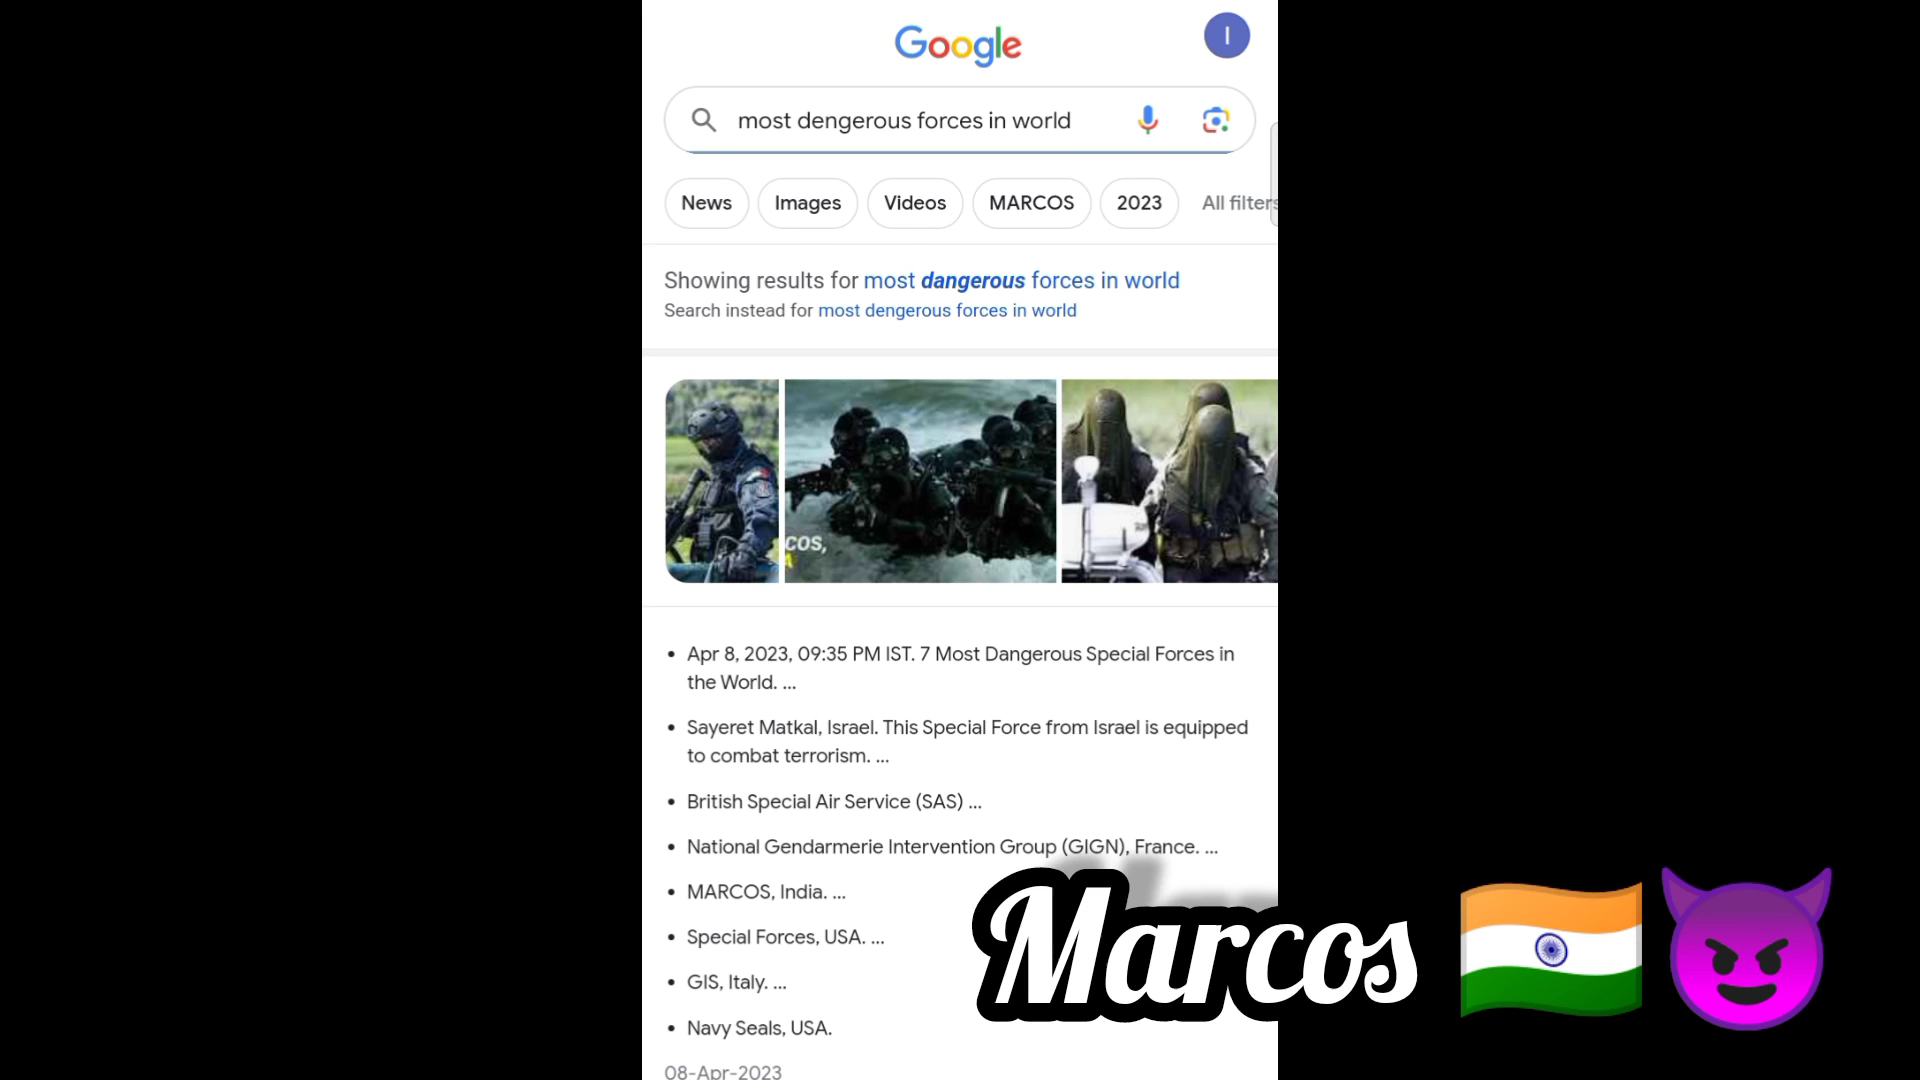 Google
I
most dengerous forces in world
News Images Videos MARCOS 2023 All filters
Showing results for most dangerous forces in world
Search instead for most dengerous forces in world
COS,
A
• Apr 8, 2023, 09:35 PM IST. 7 Most Dangerous Special Forces in
the World. ...
• Sayeret Matkal, Israel. This Special Force from Israel is equipped
to combat terrorism. ...
• British Special Air Service (SAS) ...
• National Gendarmerie Intervention Group (GIGN), France. ...
• MARCOS, India. ...
• Special Forces, USA. ...
• GIS, Italy. ...
• Navy Seals, USA.
08-Apr-2023
Marcos 🇮🇳😈